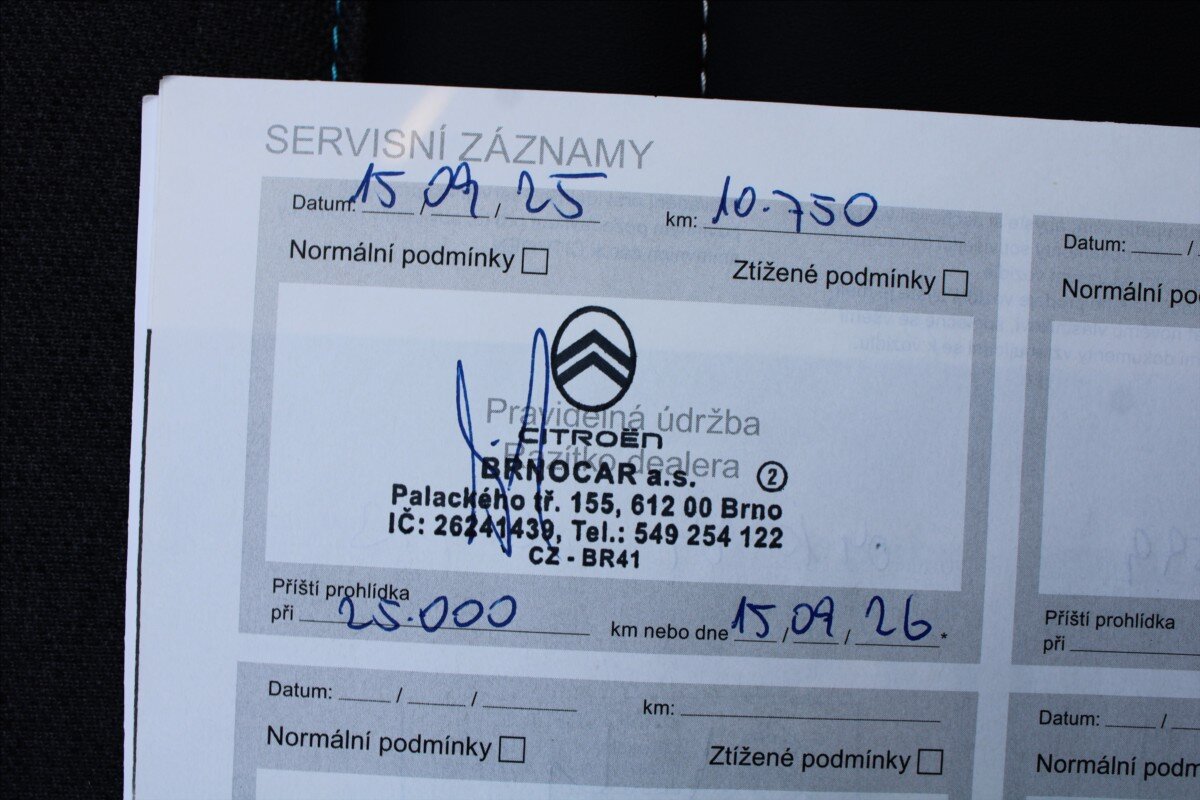 SERVISNÍ ZÁZNAMY
Datum: 15 / 09 / 25 km: 10.750
Normální podmínky Ztížené podmínky
Pravidelná údržba
CITROËN
Razítko dealera
BRNOCAR a.s. 2
Palackého tř. 155, 612 00 Brno
IČ: 26241439, Tel.: 549 254 122
CZ - BR41
Příští prohlídka
při 25.000 km nebo dne 15 / 09 / 26 *
Datum: / / km:
Normální podmínky Ztížené podmínky
Datum: /
Normální po
Příští prohlídka
při
Datum: /
Normální po